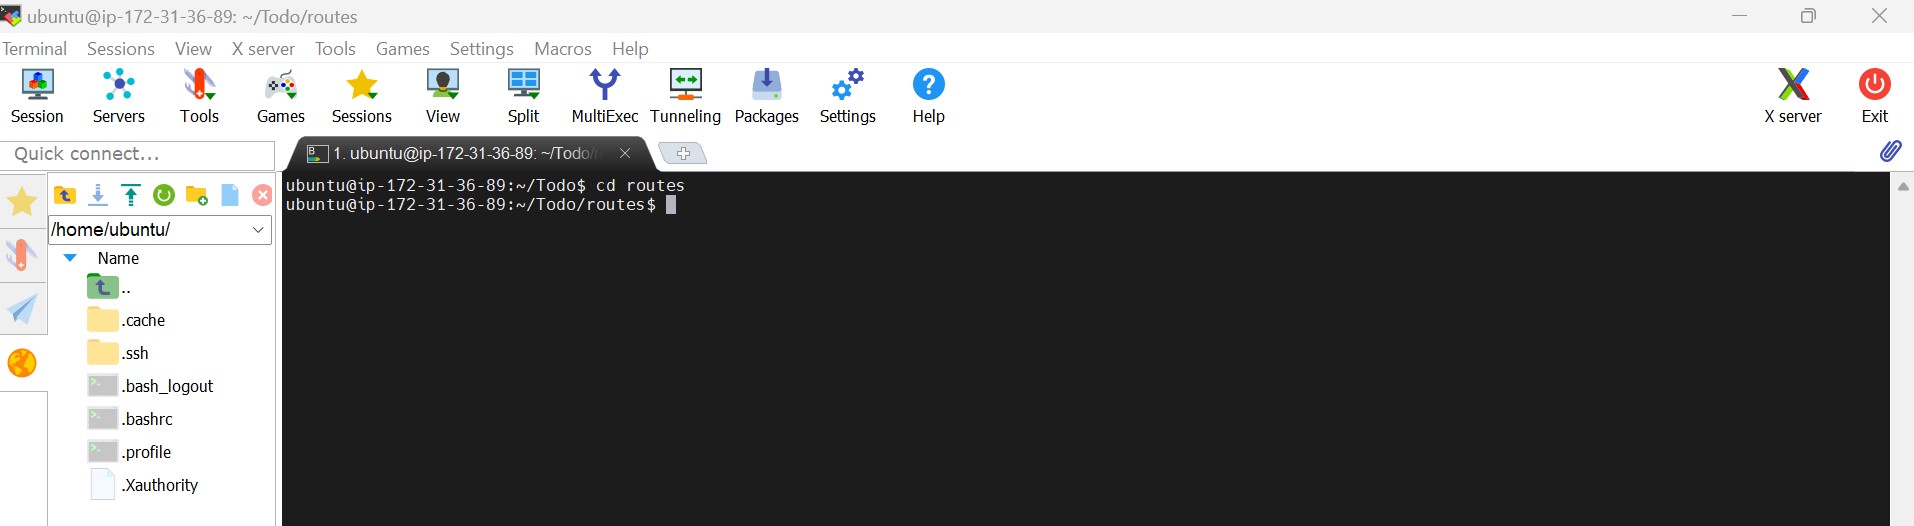 ubuntu@ip-172-31-36-89: ~/Todo/routes
Terminal Sessions View X server Tools Games Settings Macros Help
Session Servers Tools Games Sessions View Split MultiExec Tunneling Packages Settings Help X server Exit
Quick connect...
1. ubuntu@ip-172-31-36-89: ~/Todo/
/home/ubuntu/
Name
..
.cache
.ssh
.bash_logout
.bashrc
.profile
.Xauthority
ubuntu@ip-172-31-36-89:~/Todo$ cd routes
ubuntu@ip-172-31-36-89:~/Todo/routes$